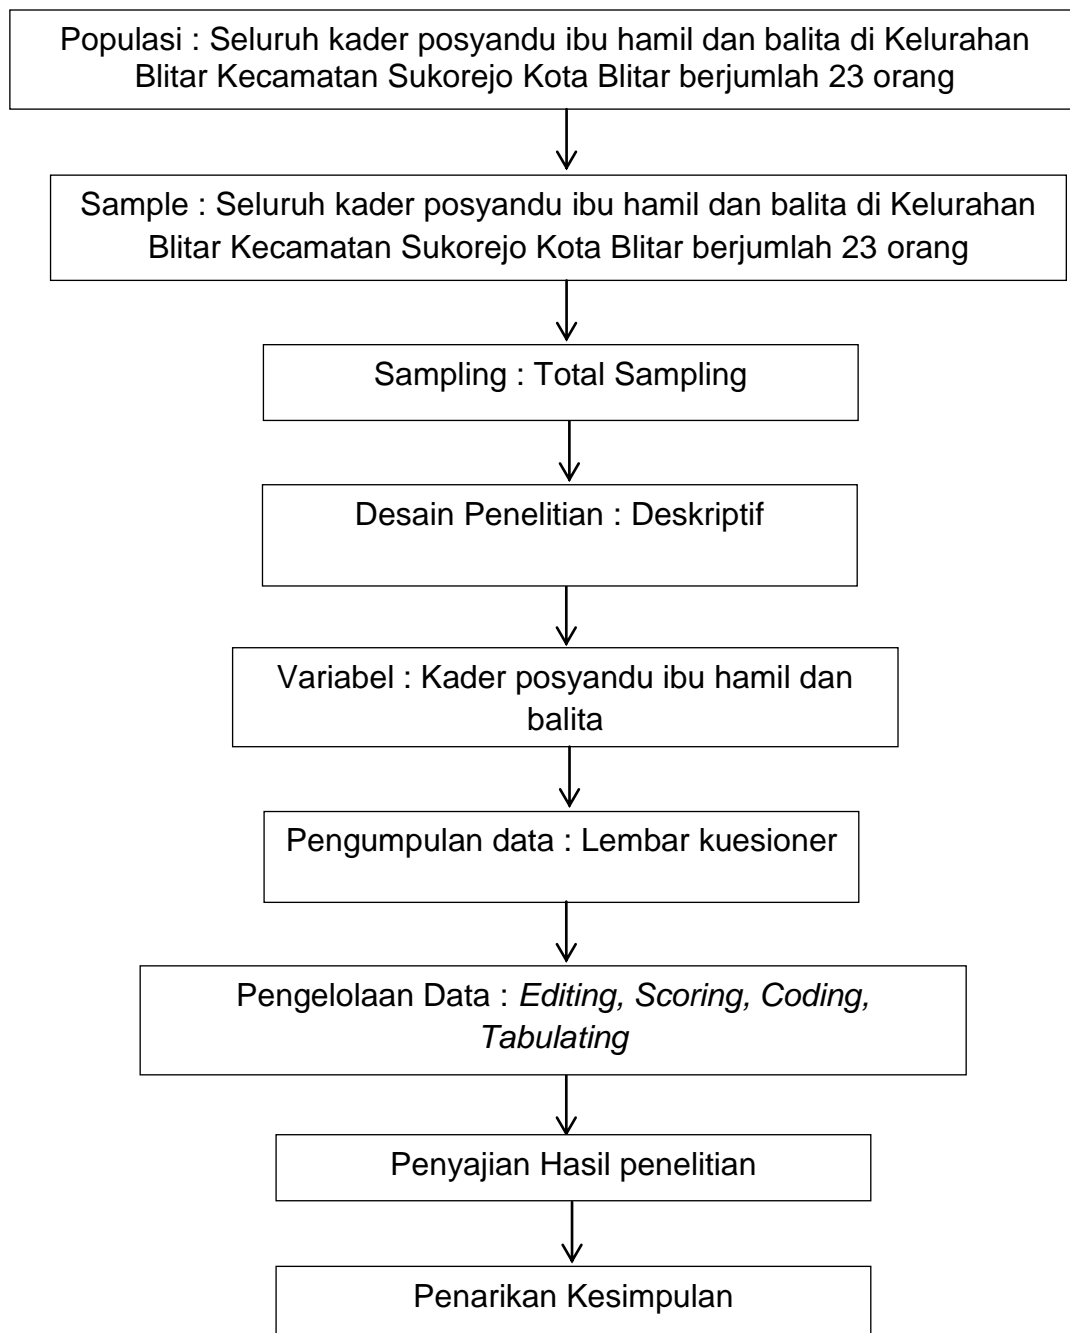 Populasi : Seluruh kader posyandu ibu hamil dan balita di Kelurahan
Blitar Kecamatan Sukorejo Kota Blitar berjumlah 23 orang
Sample : Seluruh kader posyandu ibu hamil dan balita di Kelurahan
Blitar Kecamatan Sukorejo Kota Blitar berjumlah 23 orang
Sampling : Total Sampling
Desain Penelitian : Deskriptif
Variabel : Kader posyandu ibu hamil dan
balita
Pengumpulan data : Lembar kuesioner
Pengelolaan Data : Editing, Scoring, Coding,
Tabulating
Penyajian Hasil penelitian
Penarikan Kesimpulan